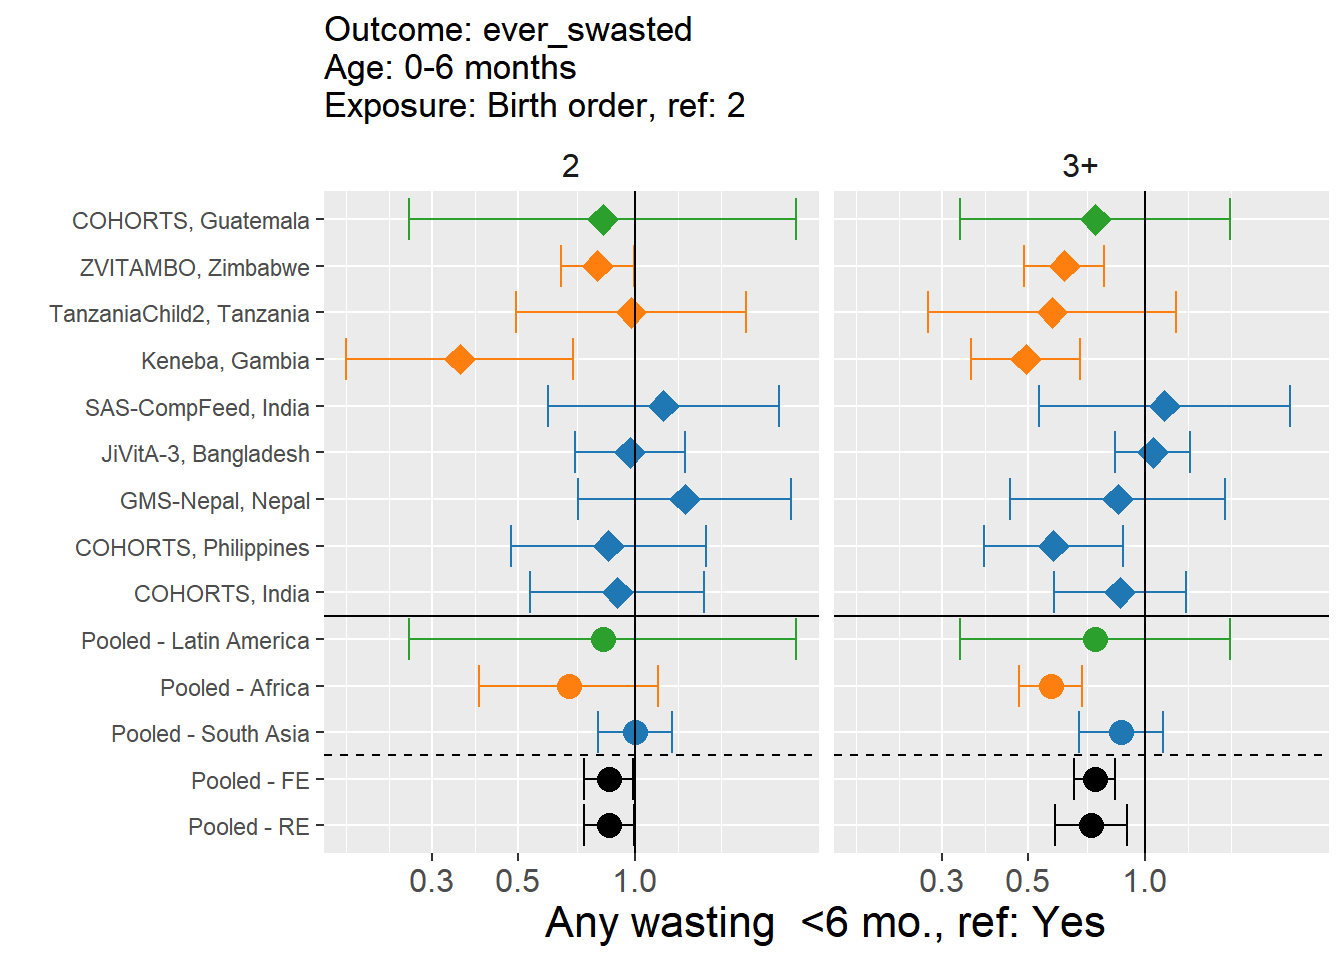 Outcome: ever_swasted
Age: 0-6 months
Exposure: Birth order, ref: 2
2
3+
COHORTS, Guatemala
ZVITAMBO, Zimbabwe
TanzaniaChild2, Tanzania
Keneba, Gambia
SAS-CompFeed, India
JiVitA-3, Bangladesh
GMS-Nepal, Nepal
COHORTS, Philippines
COHORTS, India
Pooled - Latin America
Pooled - Africa
Pooled - South Asia
Pooled - FE
Pooled - RE
0.3 0.5 1.0
0.3 0.5 1.0
Any wasting  <6 mo., ref: Yes